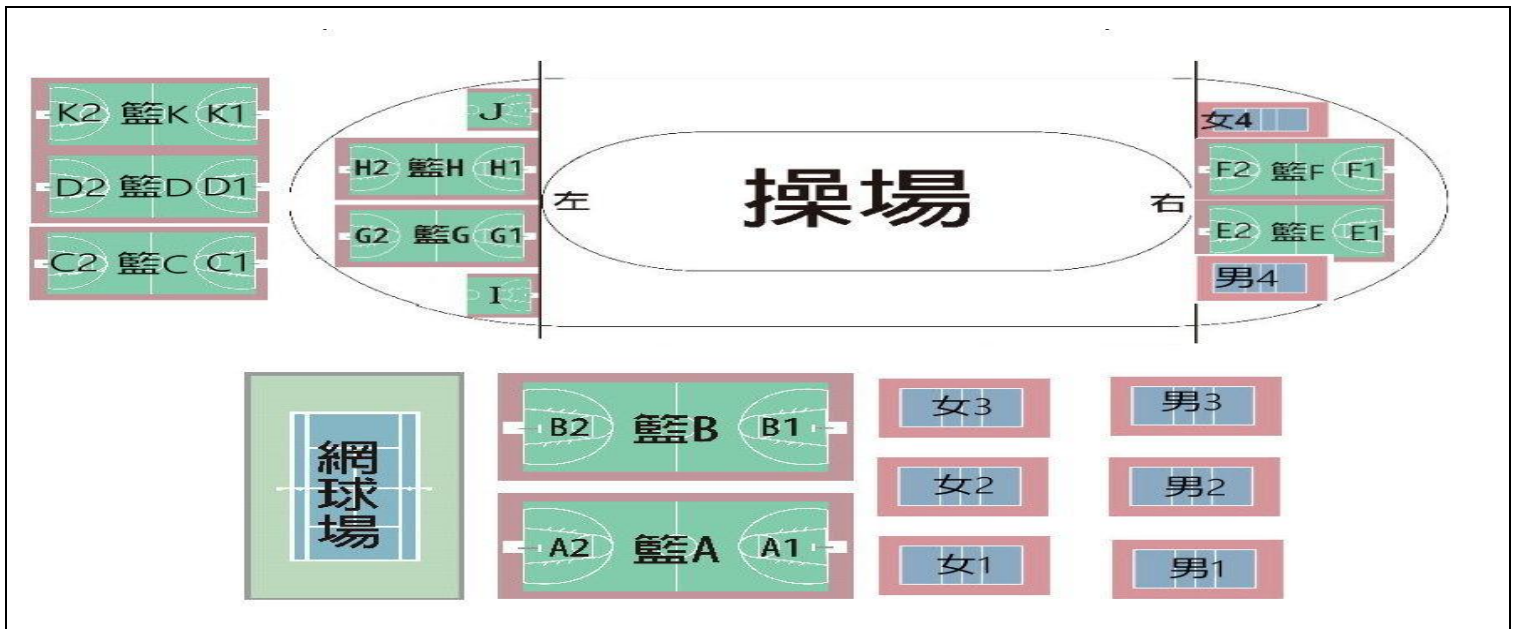 K2 籃K K1
D2 籃D D1
C2 籃C C1
J
H2 籃H H1
G2 籃G G1
I
左
操場
右
女4
F2 籃F F1
E2 籃E E1
男4
網球場
B2 籃B B1
A2 籃A A1
女3
男3
女2
男2
女1
男1